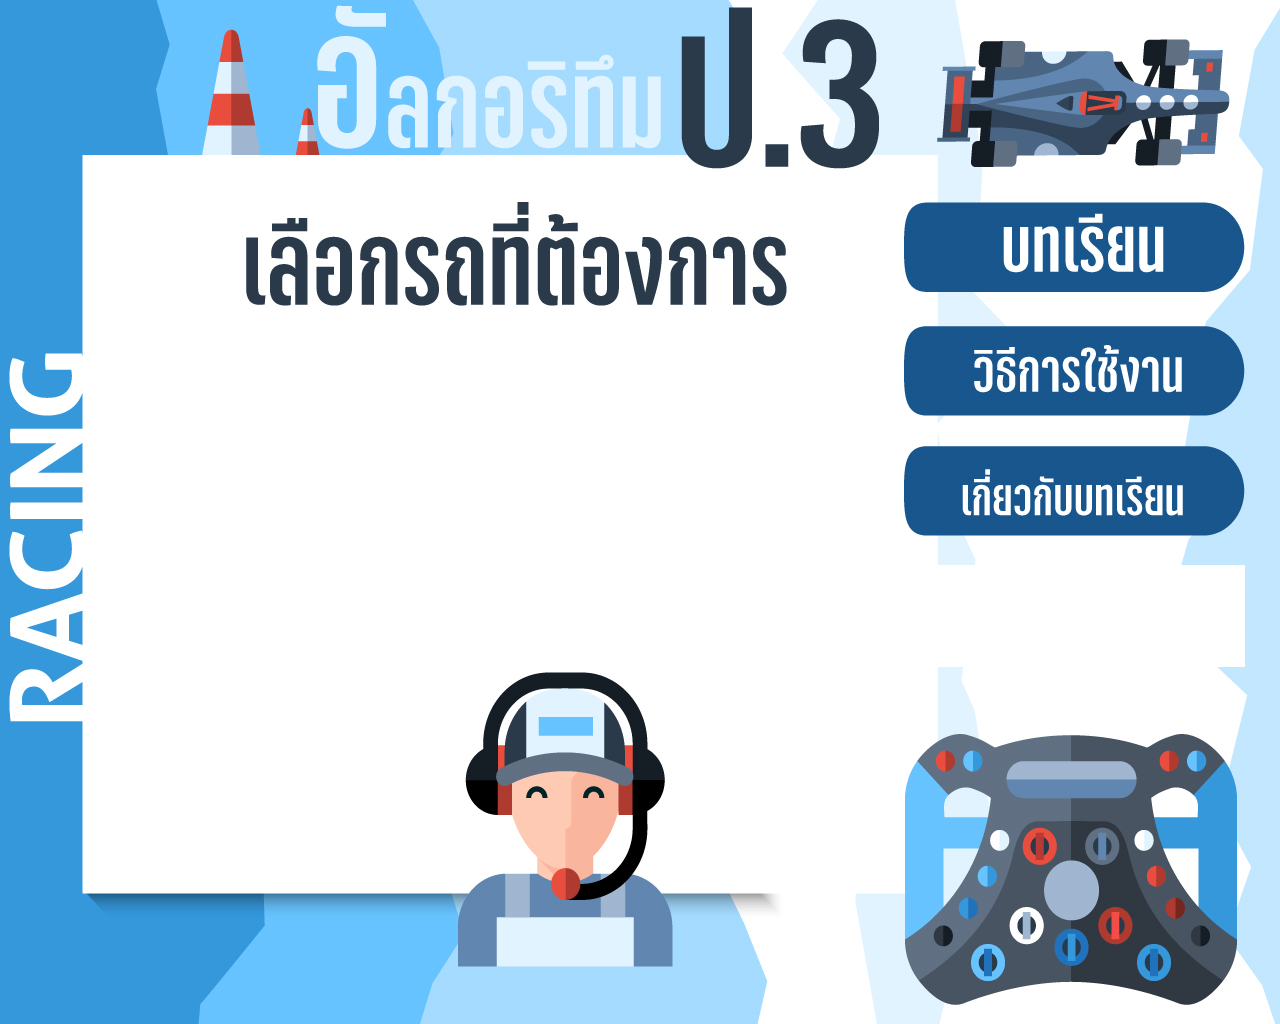 อัลกอริทึม ป.3
เลือกรถที่ต้องการ
บทเรียน
วิธีการใช้งาน
เกี่ยวกับบทเรียน
RACING